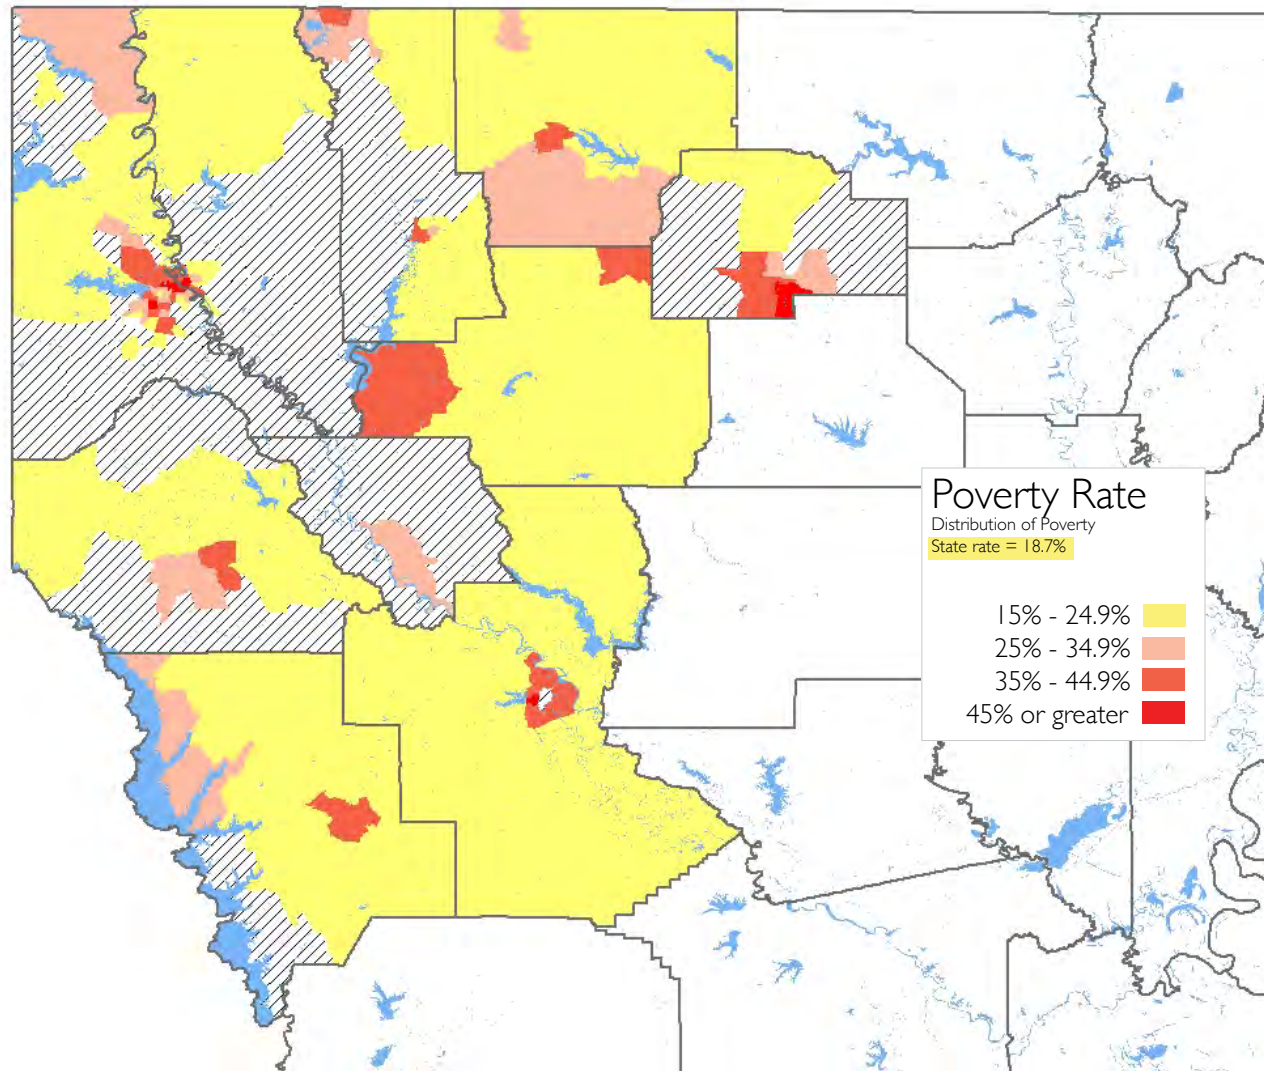 Poverty Rate
Distribution of Poverty
State rate = 18.7%
15% - 24.9%
25% - 34.9%
35% - 44.9%
45% or greater